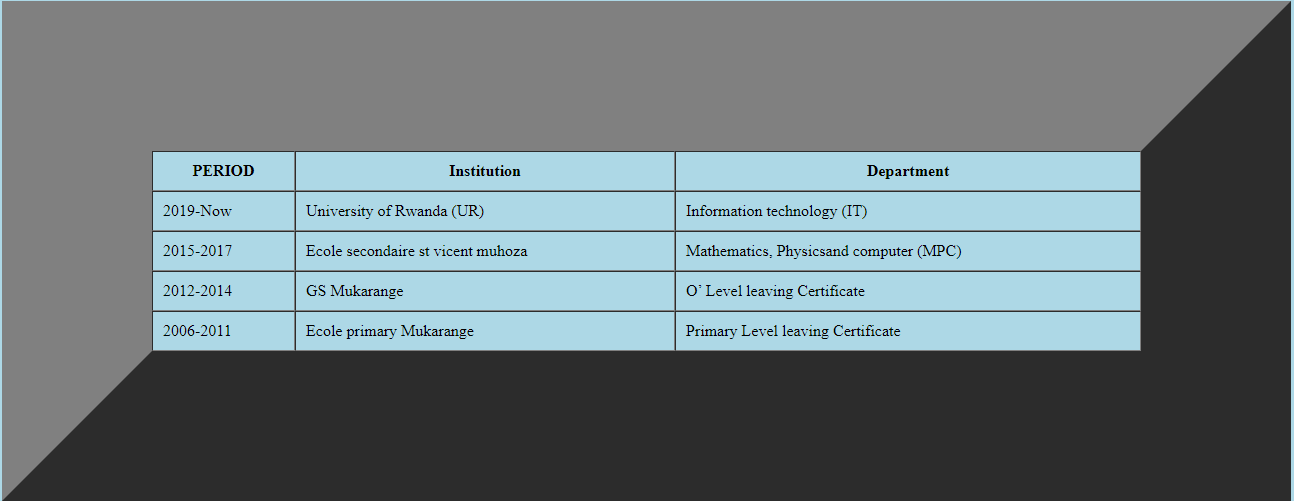 PERIOD Institution Department
2019-Now University of Rwanda (UR) Information technology (IT)
2015-2017 Ecole secondaire st vicent muhoza Mathematics, Physicsand computer (MPC)
2012-2014 GS Mukarange O’ Level leaving Certificate
2006-2011 Ecole primary Mukarange Primary Level leaving Certificate